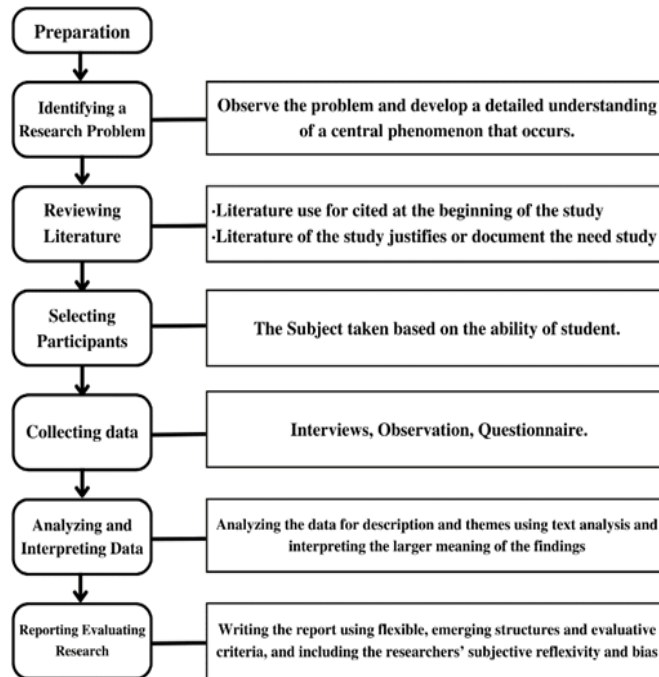 Preparation
Identifying a
Research Problem
Observe the problem and develop a detailed understanding
of a central phenomenon that occurs.
Reviewing
Literature
·Literature use for cited at the beginning of the study
·Literature of the study justifies or document the need study
Selecting
Participants
The Subject taken based on the ability of student.
Collecting data
Interviews, Observation, Questionnaire.
Analyzing and
Interpreting Data
Analyzing the data for description and themes using text analysis and
interpreting the larger meaning of the findings
Reporting Evaluating
Research
Writing the report using flexible, emerging structures and evaluative
criteria, and including the researchers' subjective reflexivity and bias